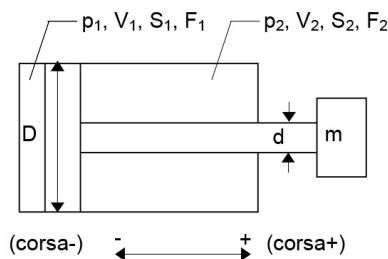 p₁, V₁, S₁, F₁ p₂, V₂, S₂, F₂
D d m
(corsa-) - + (corsa+)